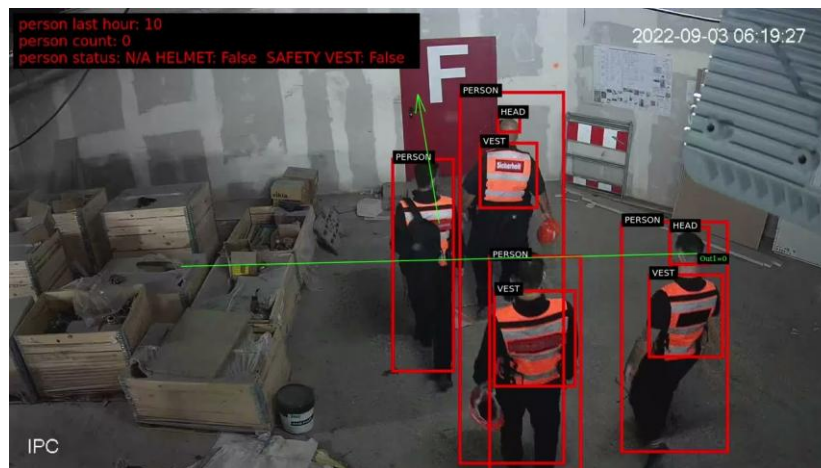 person last hour: 10
person count: 0
person status: N/A HELMET: False SAFETY VEST: False
2022-09-03 06:19:27
F
PERSON
HEAD
VEST
Sicherheit
PERSON
PERSON
HEAD
Out1=0
PERSON
VEST
VEST
IPC